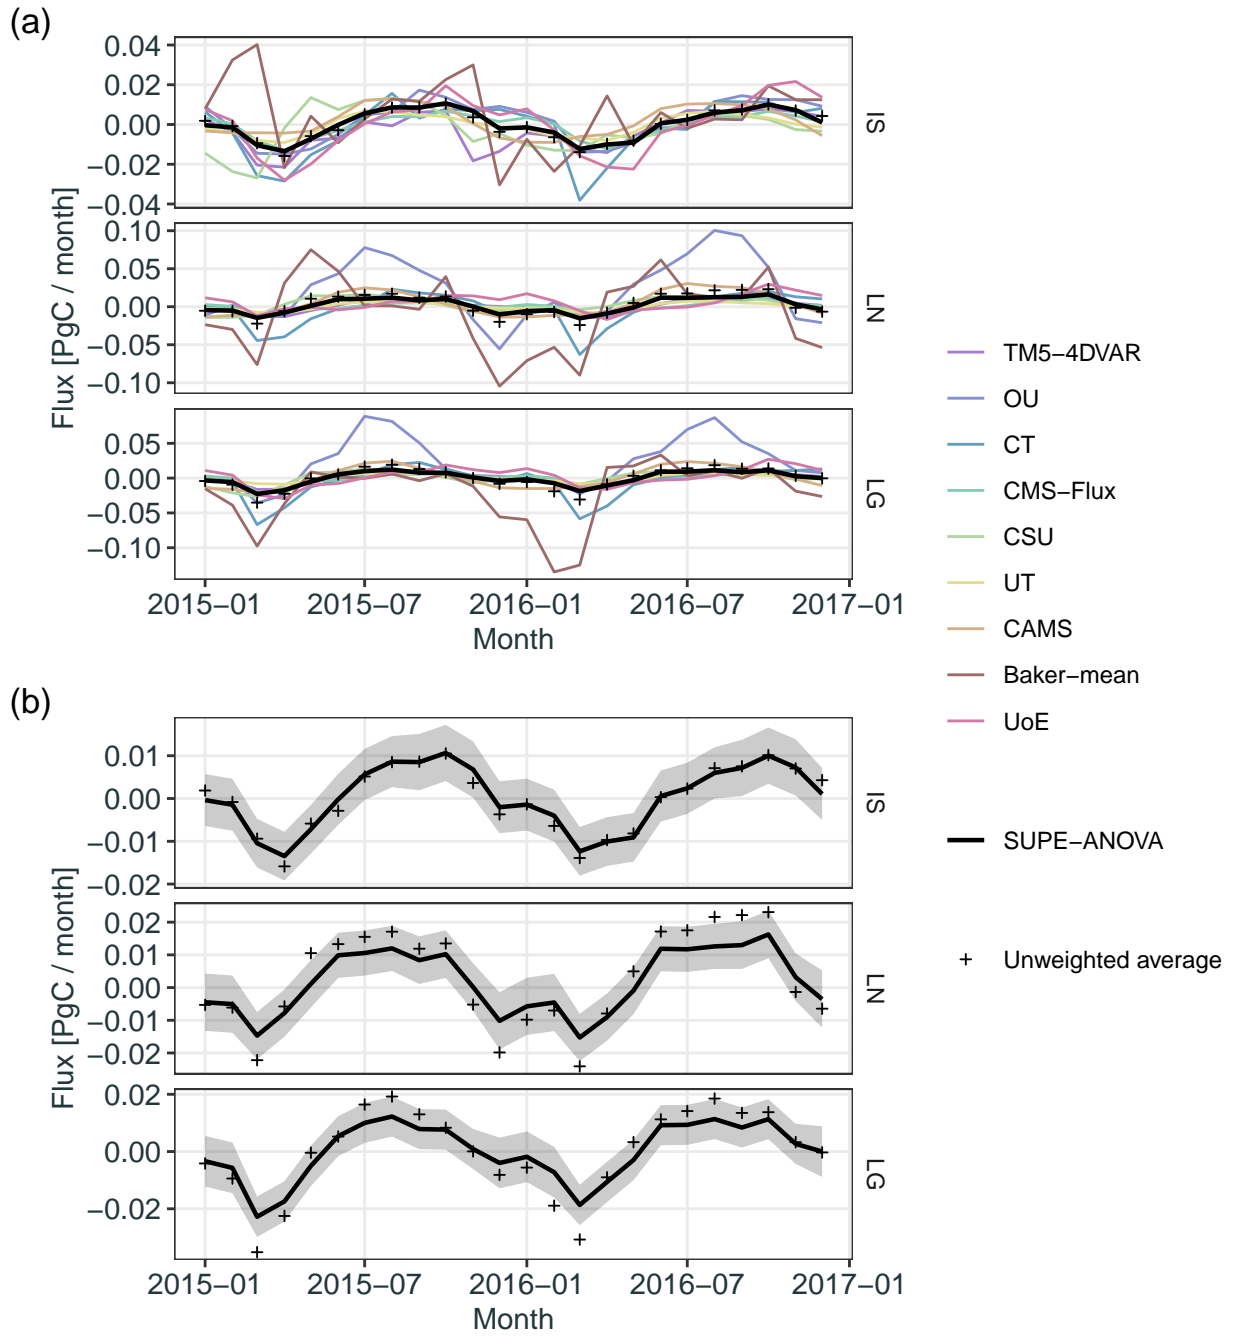 (a)
0.04
0.02
0.00
−0.02
−0.04
IS
0.10
0.05
0.00
−0.05
−0.10
LN
0.05
0.00
−0.05
−0.10
LG
Flux [PgC / month]
2015−01
2015−07
2016−01
2016−07
2017−01
Month
TM5−4DVAR
OU
CT
CMS−Flux
CSU
UT
CAMS
Baker−mean
UoE
SUPE−ANOVA
Unweighted average
(b)
0.01
0.00
−0.01
−0.02
IS
0.02
0.01
0.00
−0.01
−0.02
LN
0.02
0.00
−0.02
LG
Flux [PgC / month]
2015−01
2015−07
2016−01
2016−07
2017−01
Month